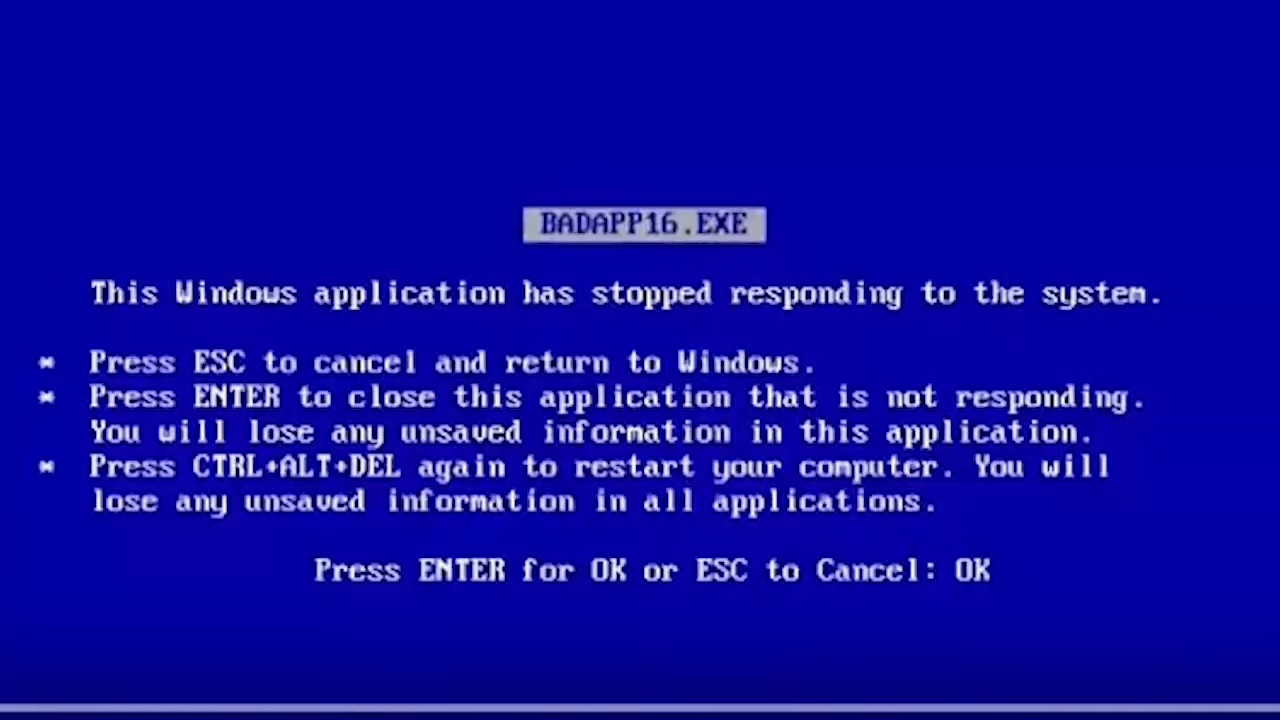 BADAPP16.EXE
This Windows application has stopped responding to the system.
* Press ESC to cancel and return to Windows.
* Press ENTER to close this application that is not responding.
You will lose any unsaved information in this application.
* Press CTRL+ALT+DEL again to restart your computer. You will
lose any unsaved information in all applications.
Press ENTER for OK or ESC to Cancel: OK